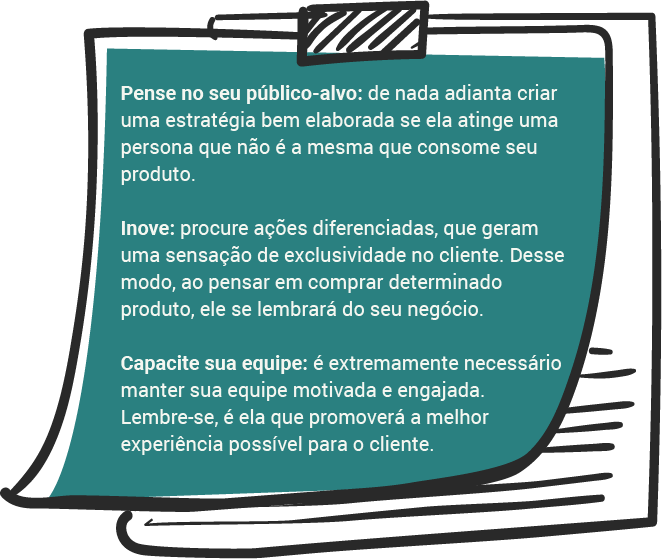 Pense no seu público-alvo: de nada adianta criar
uma estratégia bem elaborada se ela atinge uma
persona que não é a mesma que consome seu
produto.
Inove: procure ações diferenciadas, que geram
uma sensação de exclusividade no cliente. Desse
modo, ao pensar em comprar determinado
produto, ele se lembrará do seu negócio.
Capacite sua equipe: é extremamente necessário
manter sua equipe motivada e engajada.
Lembre-se, é ela que promoverá a melhor
experiência possível para o cliente.